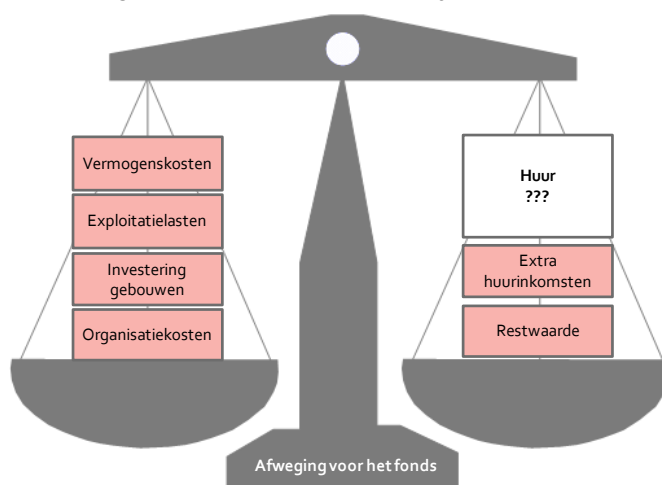 Vermogenskosten
Exploitatielasten
Investering
gebouwen
Organisatiekosten
Huur
???
Extra
huurinkomsten
Restwaarde
Afweging voor het fonds